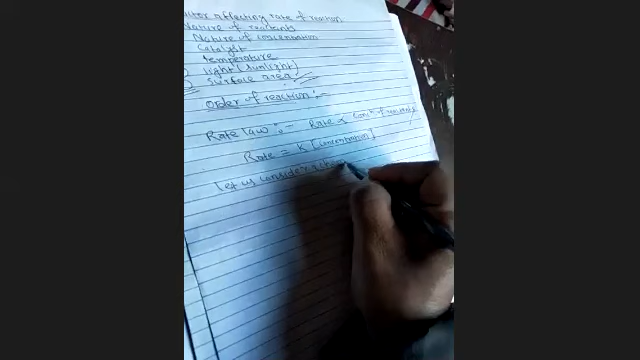 affecting rate of reaction
Nature of reactants
Nature of concentration
Catalyst
Temperature
light (sunlight)
Surface area
Order of reaction :-
Rate law :- Rate ∝ conc of reactants
Rate = K [concentration]
Let us consider a